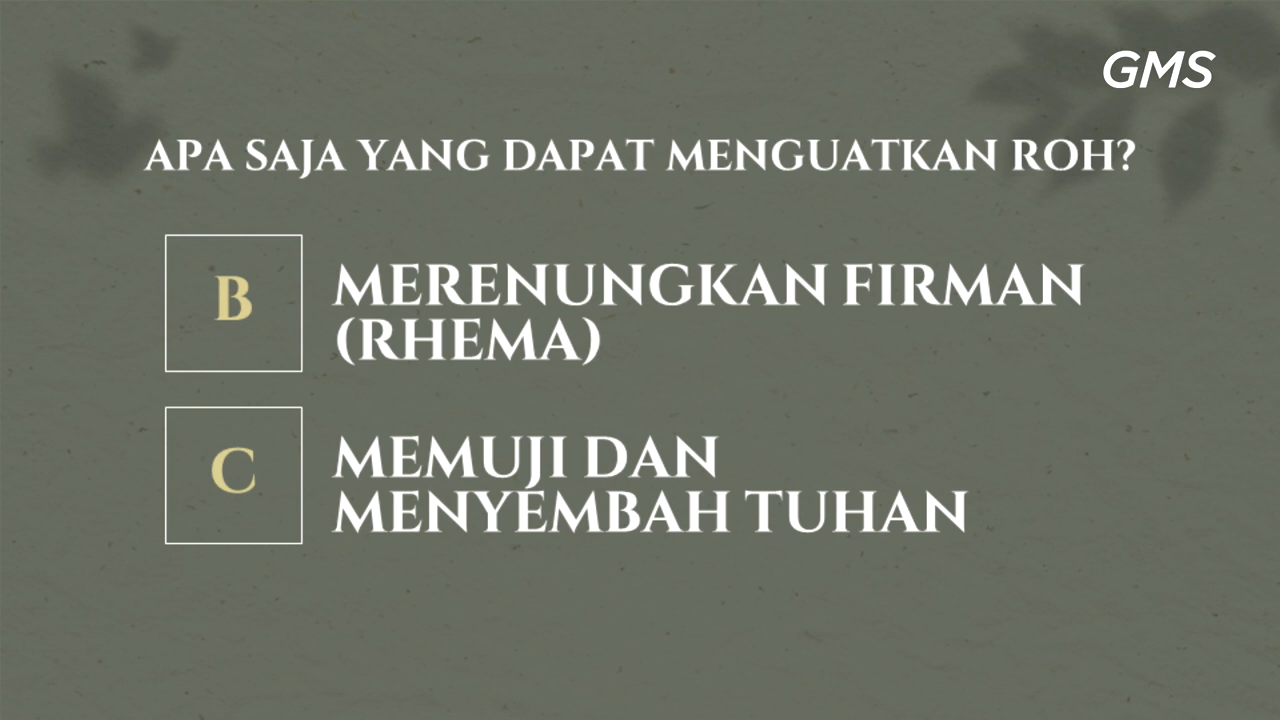 GMS
APA SAJA YANG DAPAT MENGUATKAN ROH?
B
MERENUNGKAN FIRMAN
(RHEMA)
C
MEMUJI DAN
MENYEMBAH TUHAN